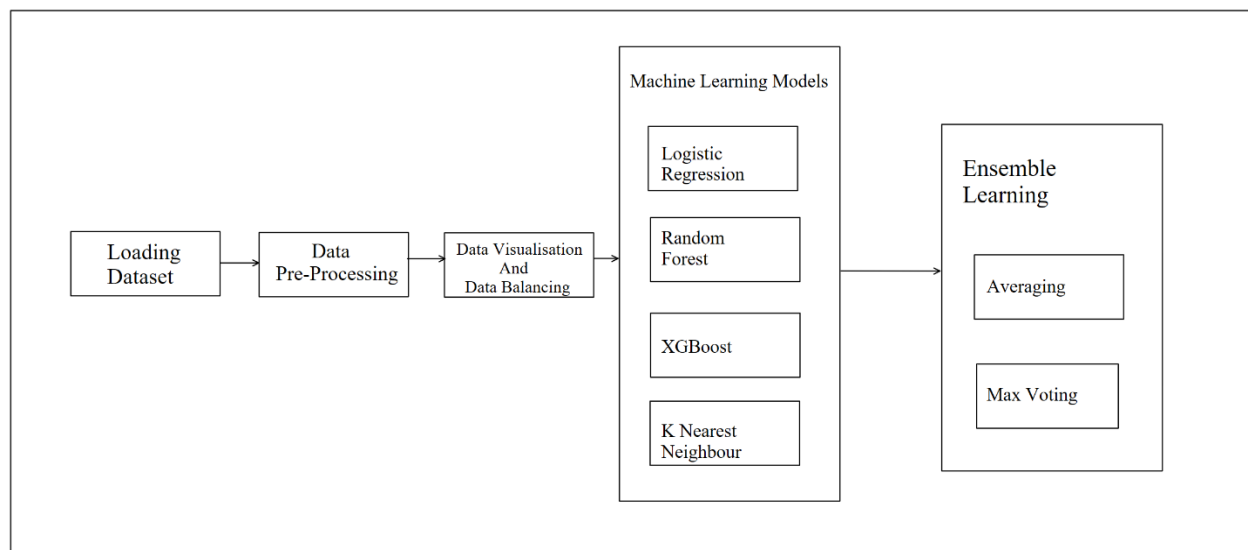 Loading
Dataset
Data
Pre-Processing
Data Visualisation
And
Data Balancing
Machine Learning Models
Logistic
Regression
Random
Forest
XGBoost
K Nearest
Neighbour
Ensemble
Learning
Averaging
Max Voting